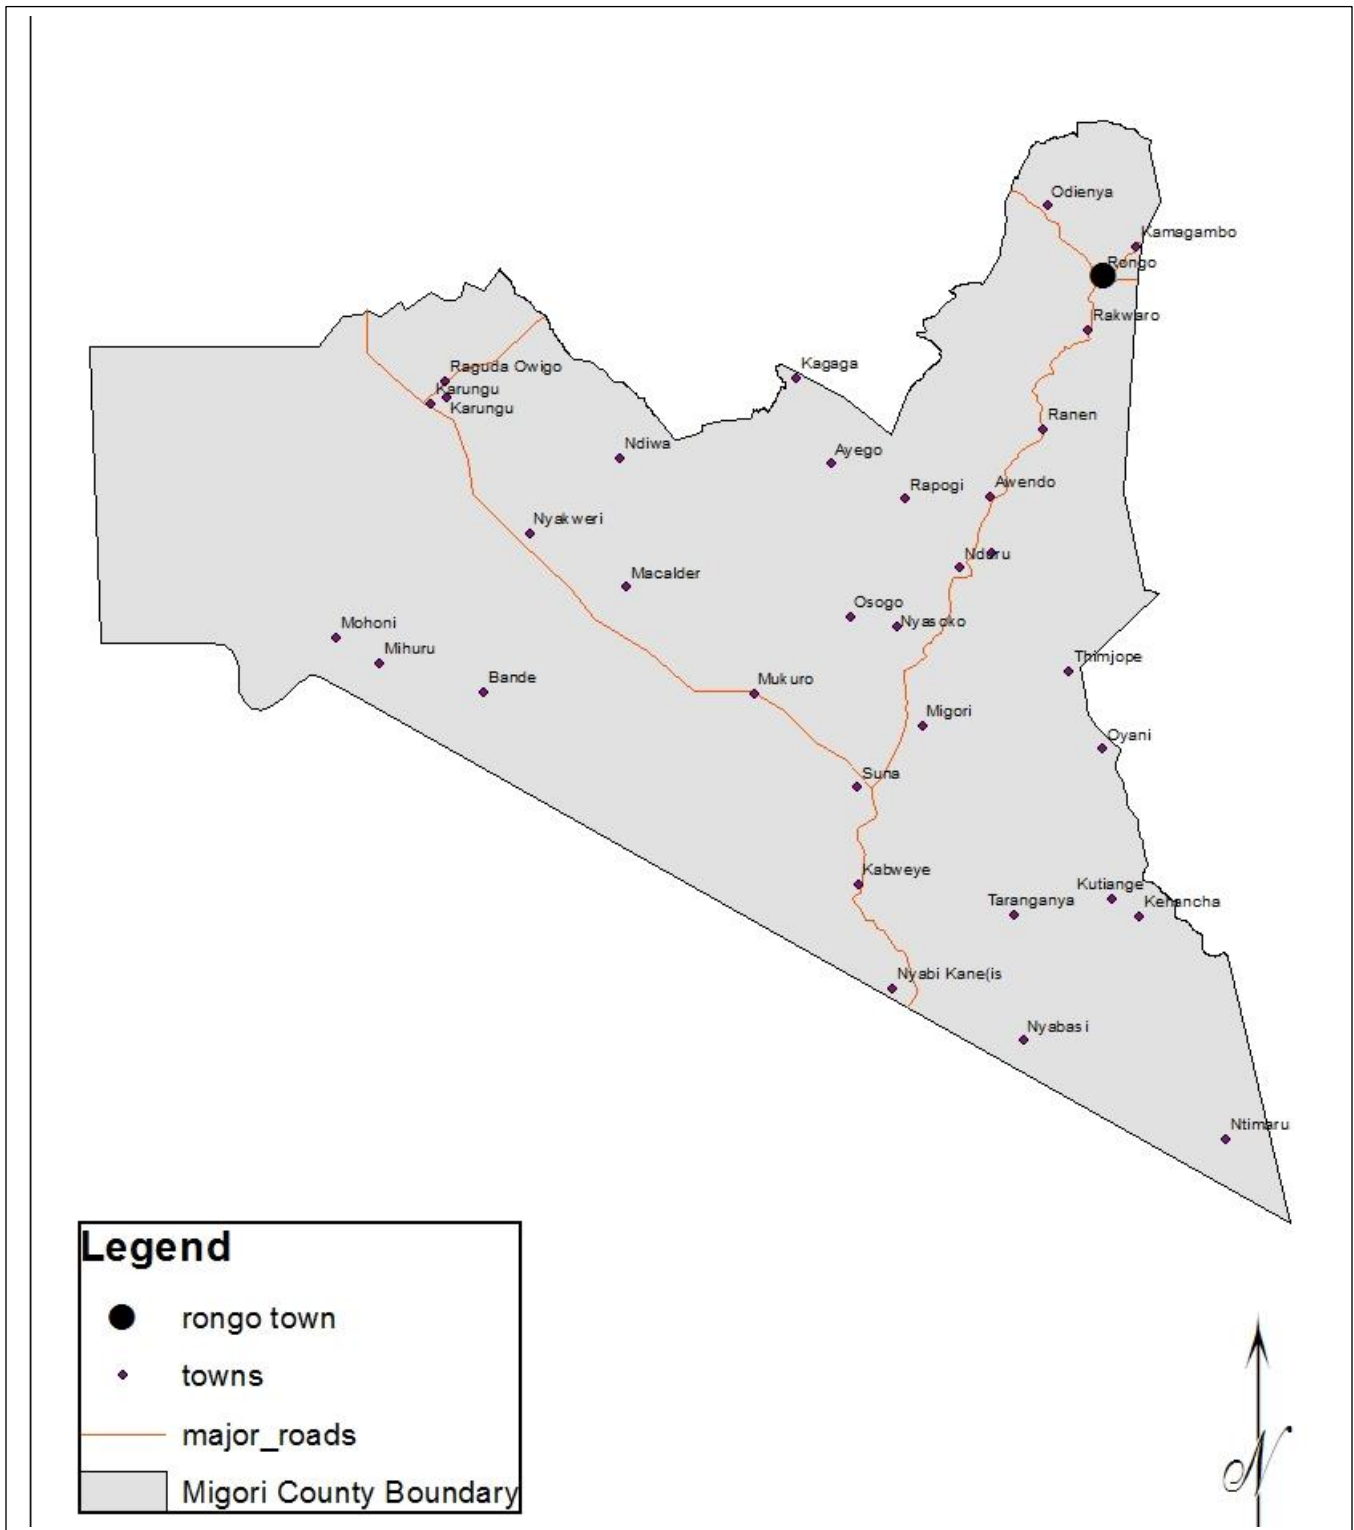 Odienya
Kamagambo
Rongo
Rakwaro
Raguda Owigo
Kagaga
Karungu
Karungu
Ranen
Ndiwa
Ayego
Rapogi
Awendo
Nyakweri
Nduru
Macalder
Osogo
Nyasoko
Mohoni
Mihuru
Thimjope
Bande
Mukuro
Migori
Oyani
Suna
Kabweye
Kutiange
Taranganya
Kehancha
Nyabi Kane(is
Nyabasi
Ntimaru
Legend
rongo town
towns
major_roads
Migori County Boundary
N